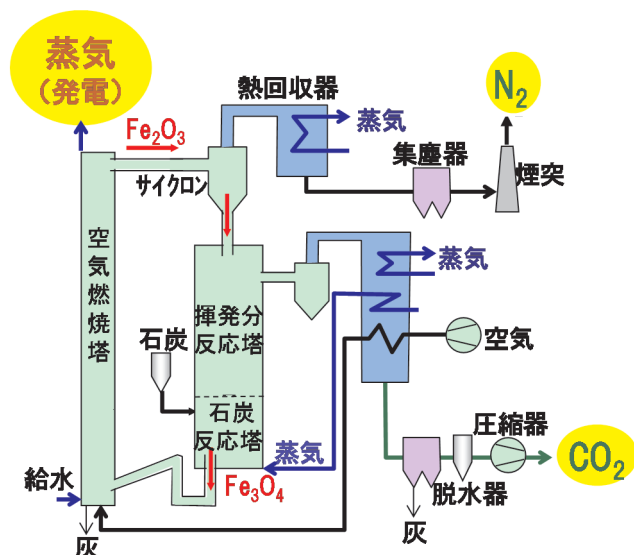 蒸気
（発電）
Fe2O3
熱回収器
蒸気
N2
集塵器
煙突
サイクロン
空気燃焼塔
蒸気
揮発分
反応塔
石炭
空気
石炭
反応塔
蒸気
圧縮器
CO2
給水
Fe3O4
脱水器
灰
灰